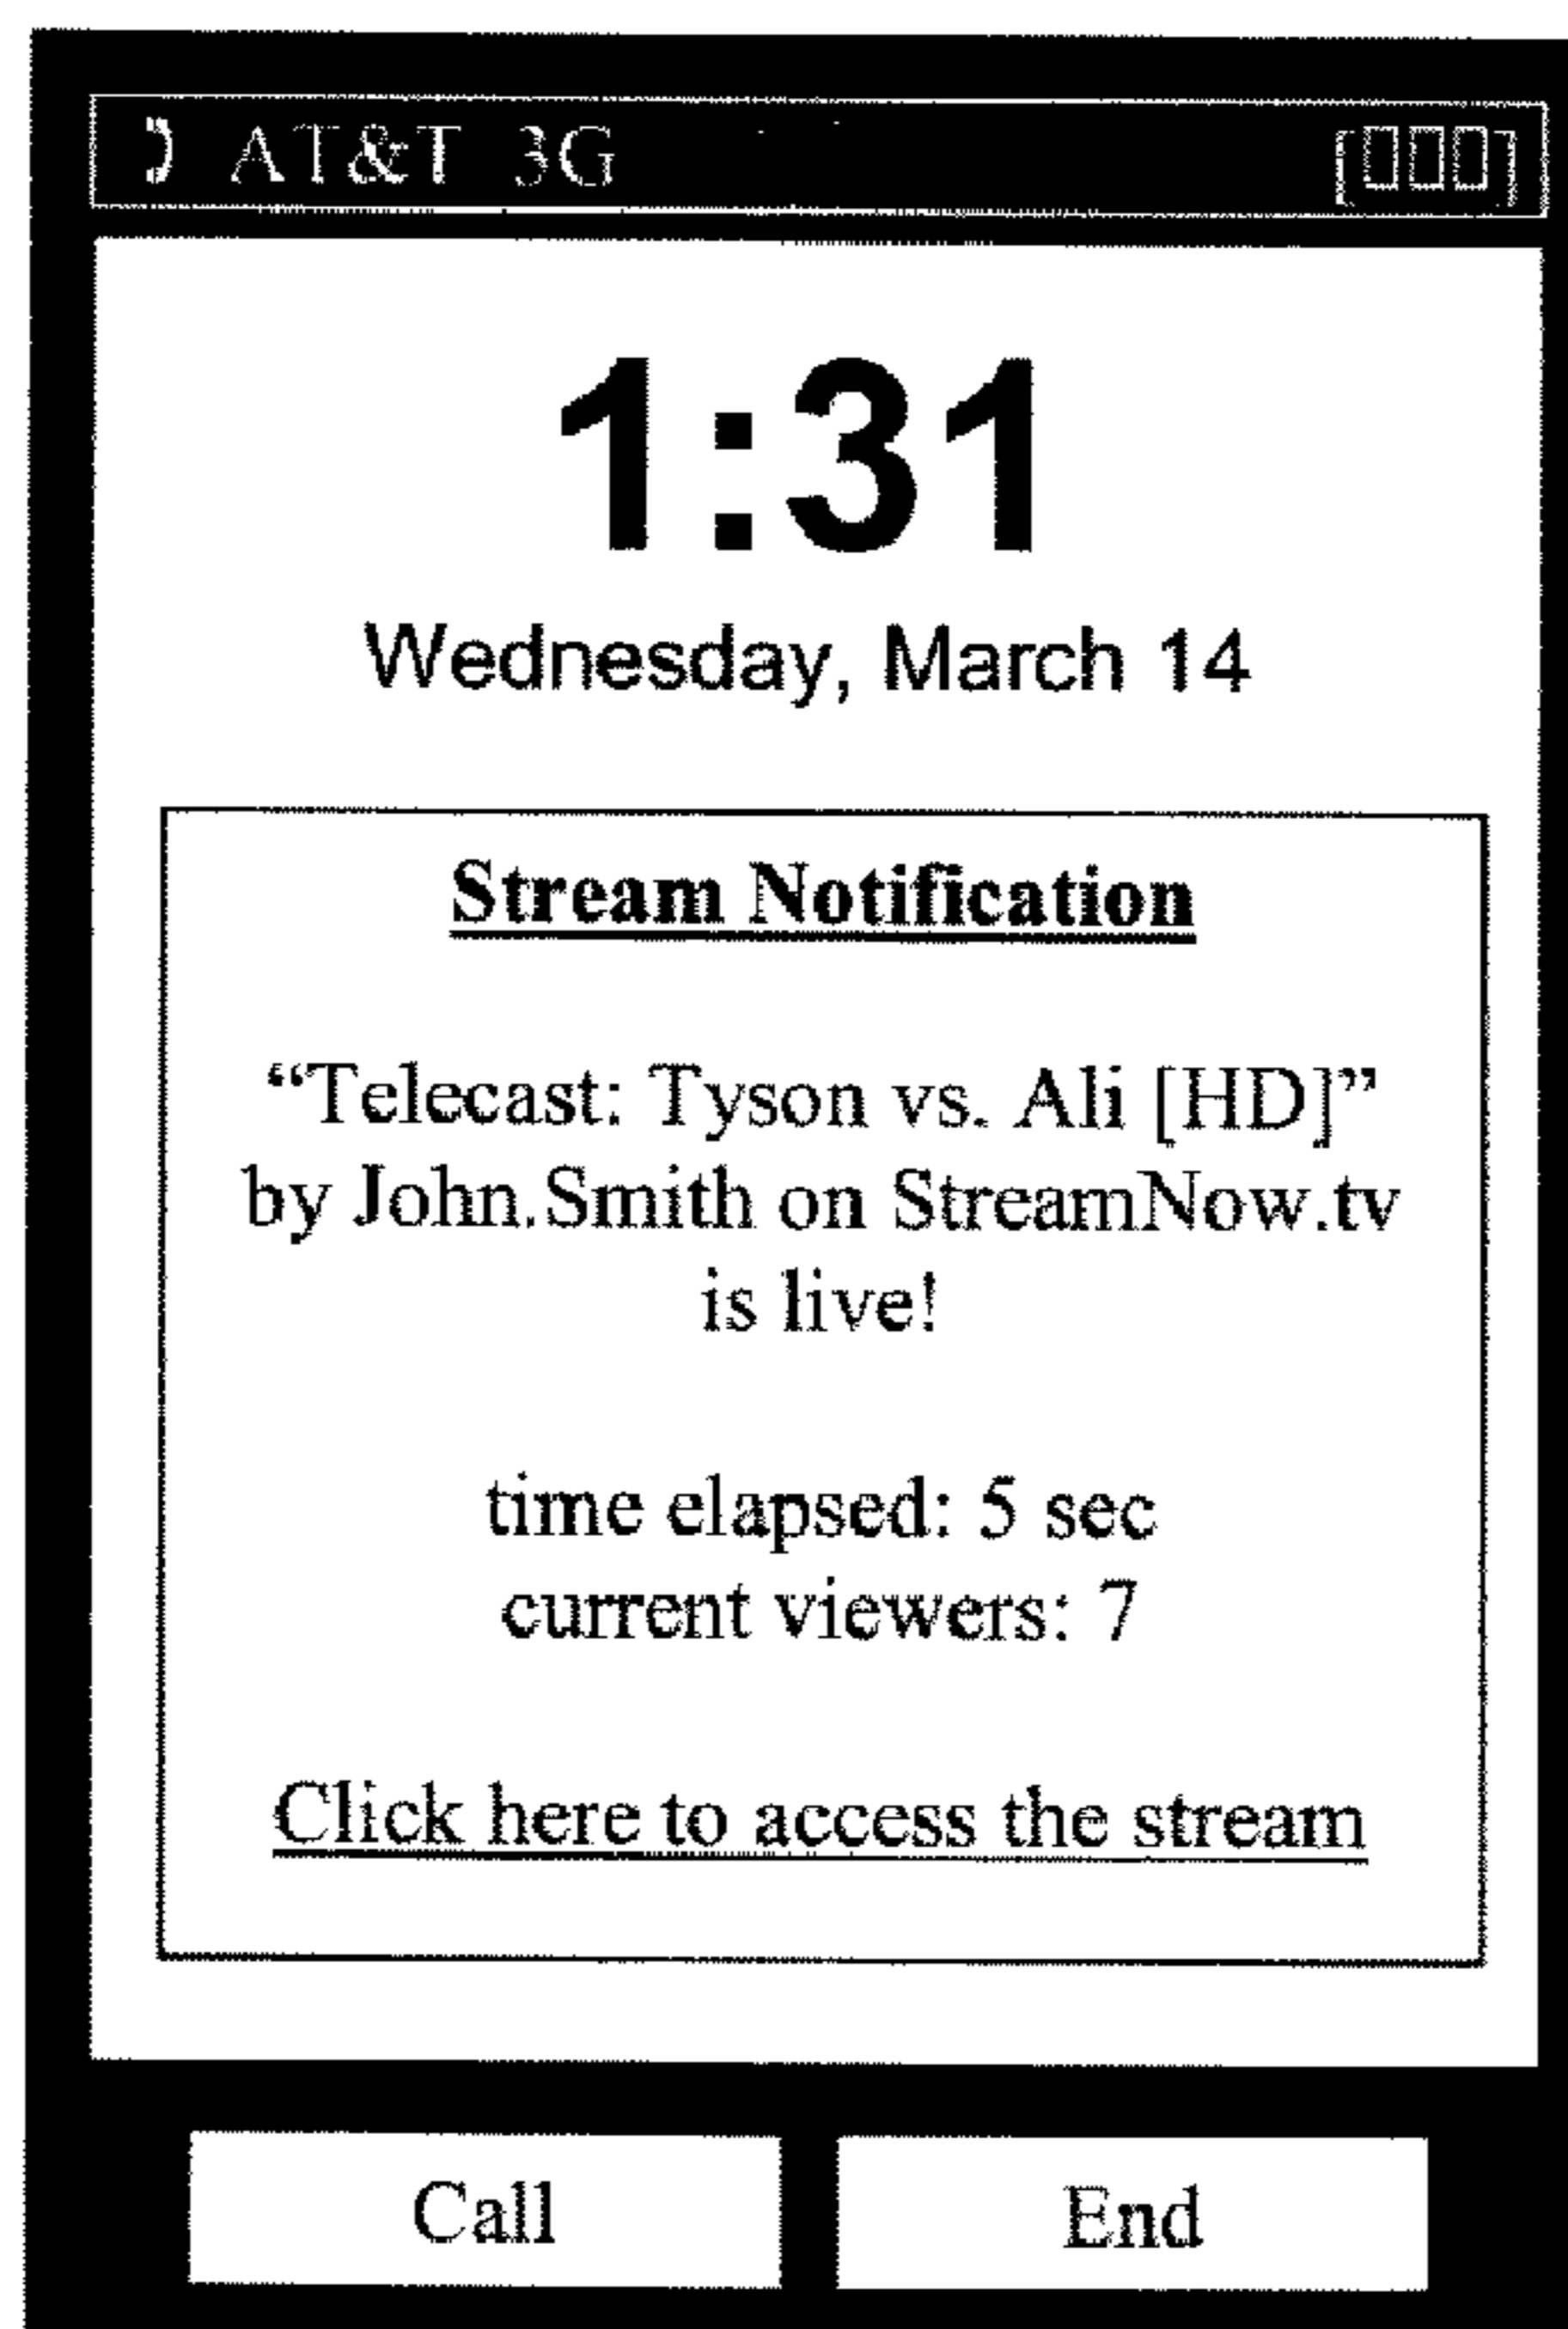 AT&T 3G
1:31
Wednesday, March 14
Stream Notification
“Telecast: Tyson vs. Ali [HD]”
by John.Smith on StreamNow.tv
is live!
time elapsed: 5 sec
current viewers: 7
Click here to access the stream
Call End